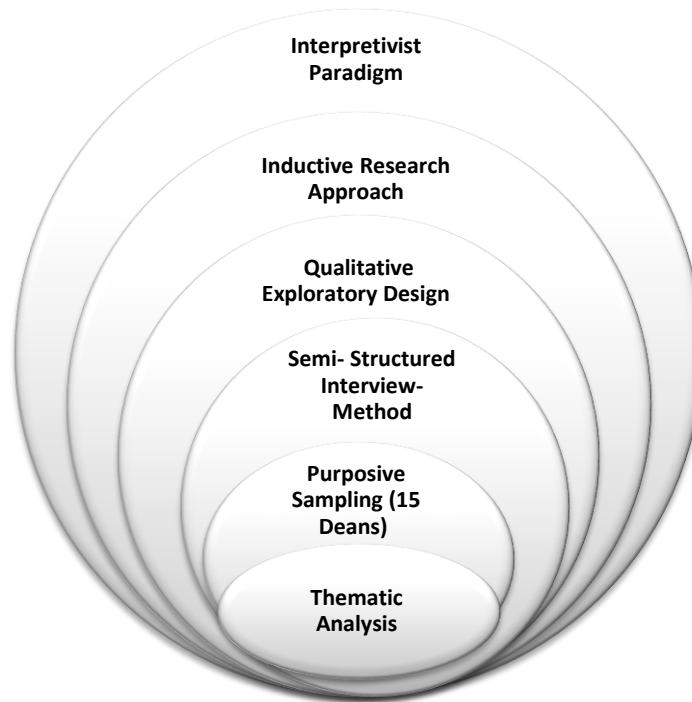 Interpretivist
Paradigm
Inductive Research
Approach
Qualitative
Exploratory Design
Semi- Structured
Interview-
Method
Purposive
Sampling (15
Deans)
Thematic
Analysis